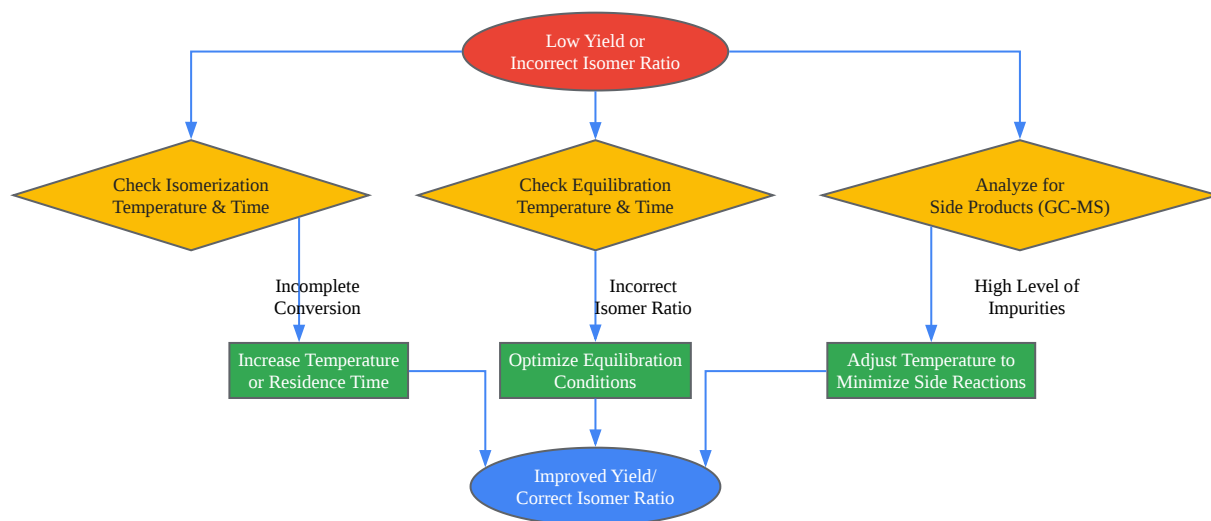 Low Yield or
Incorrect Isomer Ratio
Check Isomerization
Temperature & Time
Check Equilibration
Temperature & Time
Analyze for
Side Products (GC-MS)
Incomplete
Conversion
Incorrect
Isomer Ratio
High Level of
Impurities
Increase Temperature
or Residence Time
Optimize Equilibration
Conditions
Adjust Temperature to
Minimize Side Reactions
Improved Yield/
Correct Isomer Ratio